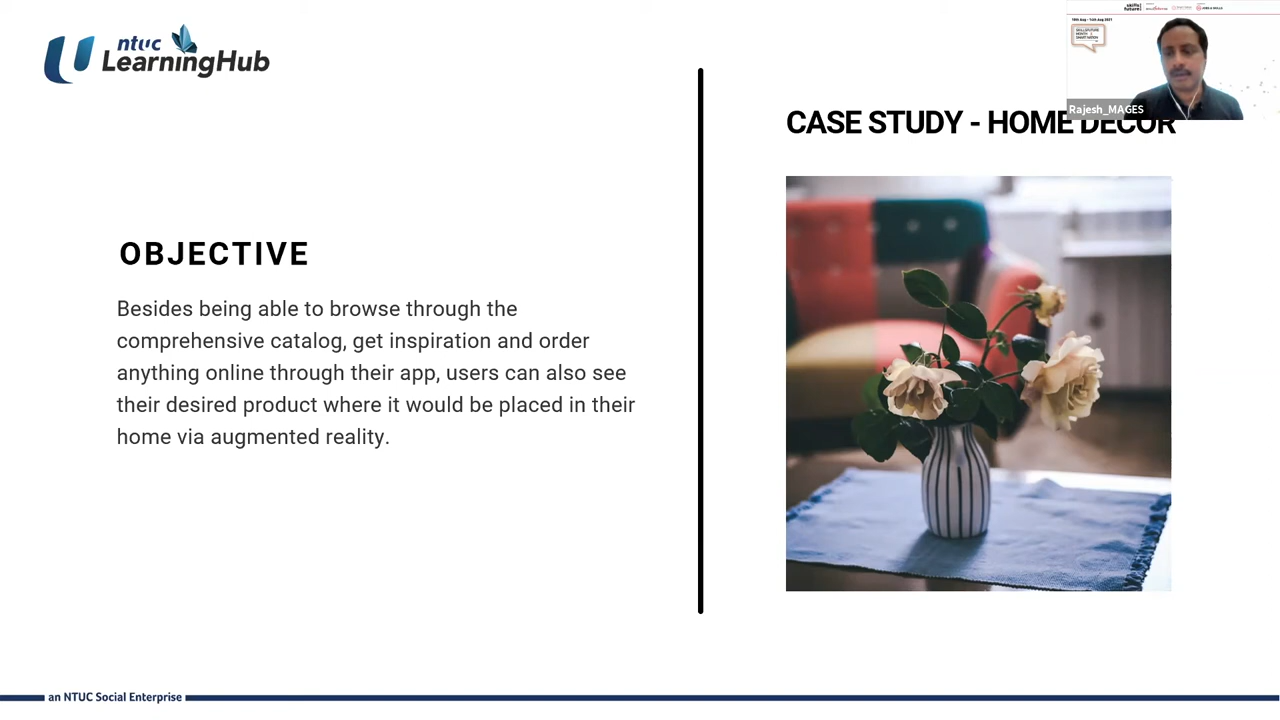 ntuc
LearningHub
Rajesh_MAGES
CASE STUDY - HOME DECOR
OBJECTIVE
Besides being able to browse through the
comprehensive catalog, get inspiration and order
anything online through their app, users can also see
their desired product where it would be placed in their
home via augmented reality.
an NTUC Social Enterprise